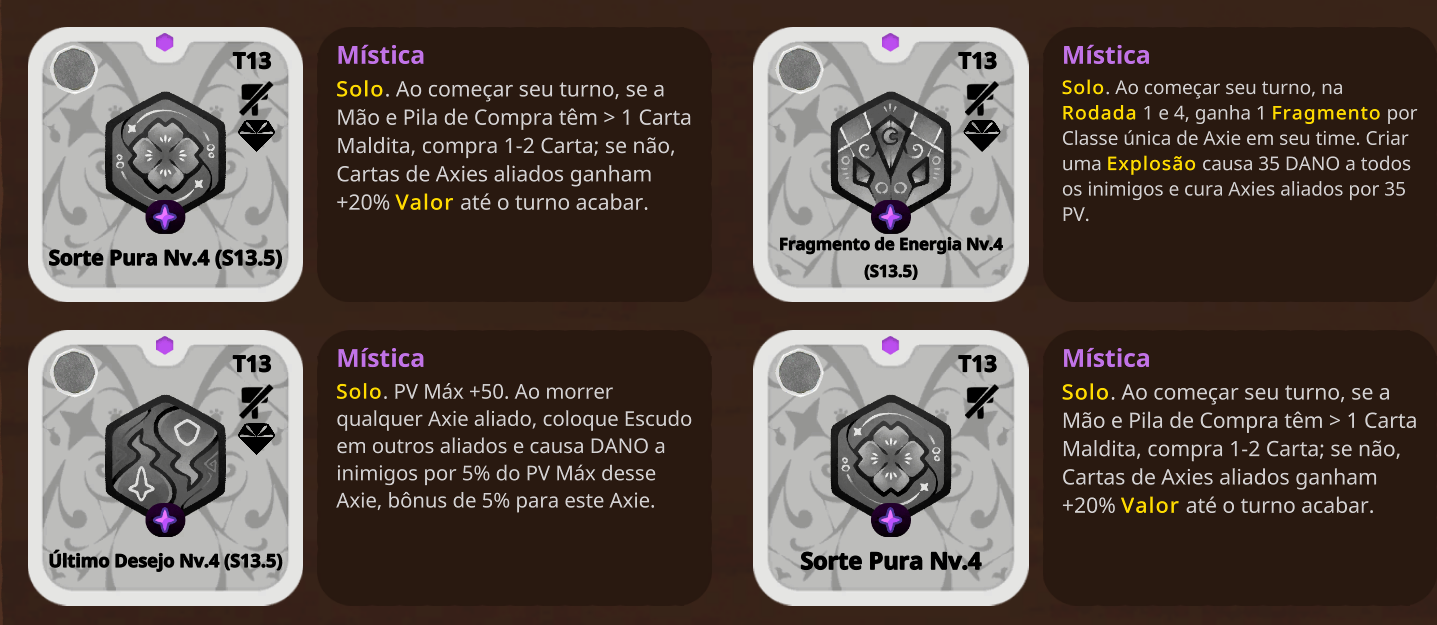 T13
Sorte Pura Nv.4 (S13.5)
Mística
Solo. Ao começar seu turno, se a
Mão e Pila de Compra têm > 1 Carta
Maldita, compra 1-2 Carta; se não,
Cartas de Axies aliados ganham
+20% Valor até o turno acabar.
T13
Fragmento de Energia Nv.4
(S13.5)
Mística
Solo. Ao começar seu turno, na
Rodada 1 e 4, ganha 1 Fragmento por
Classe única de Axie em seu time. Criar
uma Explosão causa 35 DANO a todos
os inimigos e cura Axies aliados por 35
PV.
T13
Último Desejo Nv.4 (S13.5)
Mística
Solo. PV Máx +50. Ao morrer
qualquer Axie aliado, coloque Escudo
em outros aliados e causa DANO a
inimigos por 5% do PV Máx desse
Axie, bônus de 5% para este Axie.
T13
Sorte Pura Nv.4
Mística
Solo. Ao começar seu turno, se a
Mão e Pila de Compra têm > 1 Carta
Maldita, compra 1-2 Carta; se não,
Cartas de Axies aliados ganham
+20% Valor até o turno acabar.